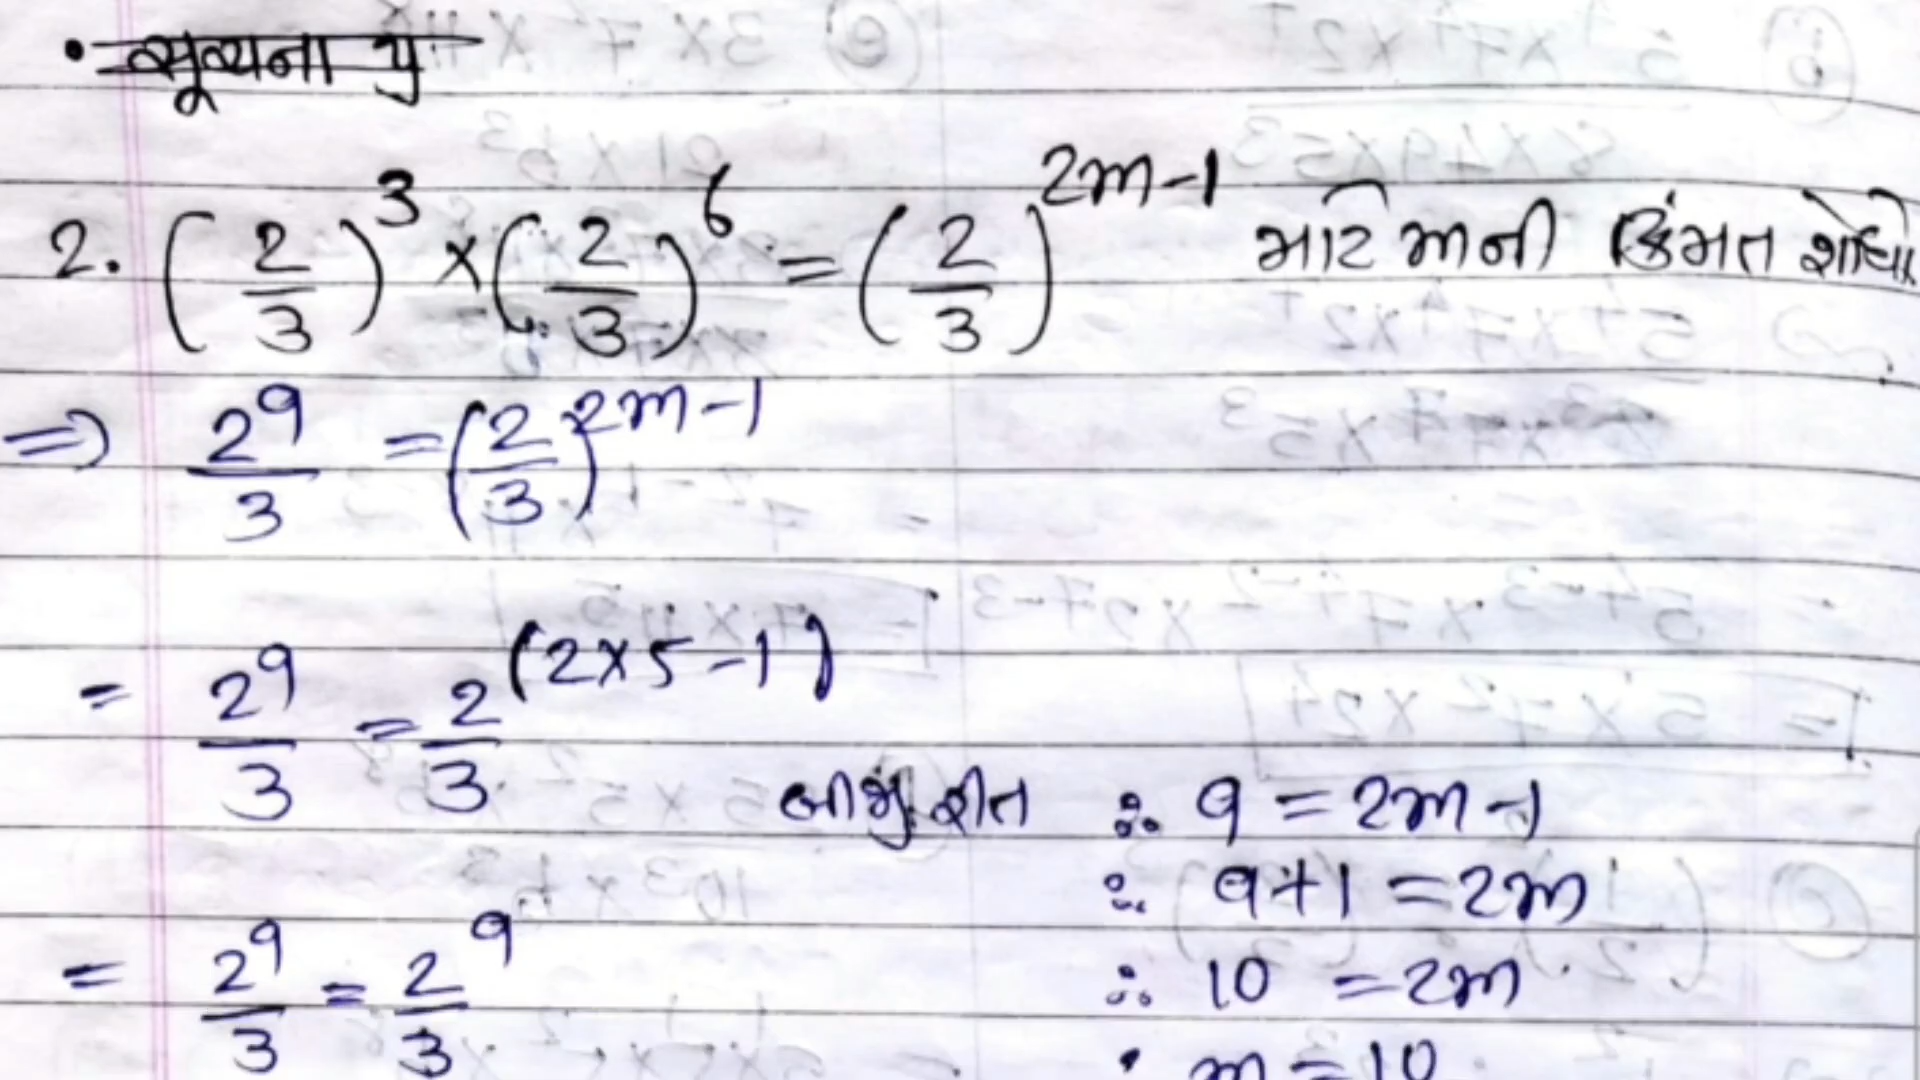 2. (2/3)^3 × (2/3)^6 = (2/3)^{2m-1} માટે mની કિંમત શોધો.
⇒ 2^9/3 = (2/3)^{2m-1}
= 2^9/3 = 2/3^{(2×5-1)}
બીજી રીત ∴ 9 = 2m-1
∴ 9+1 = 2m
= 2^9/3 = 2/3^9
∴ 10 = 2m
m = 10